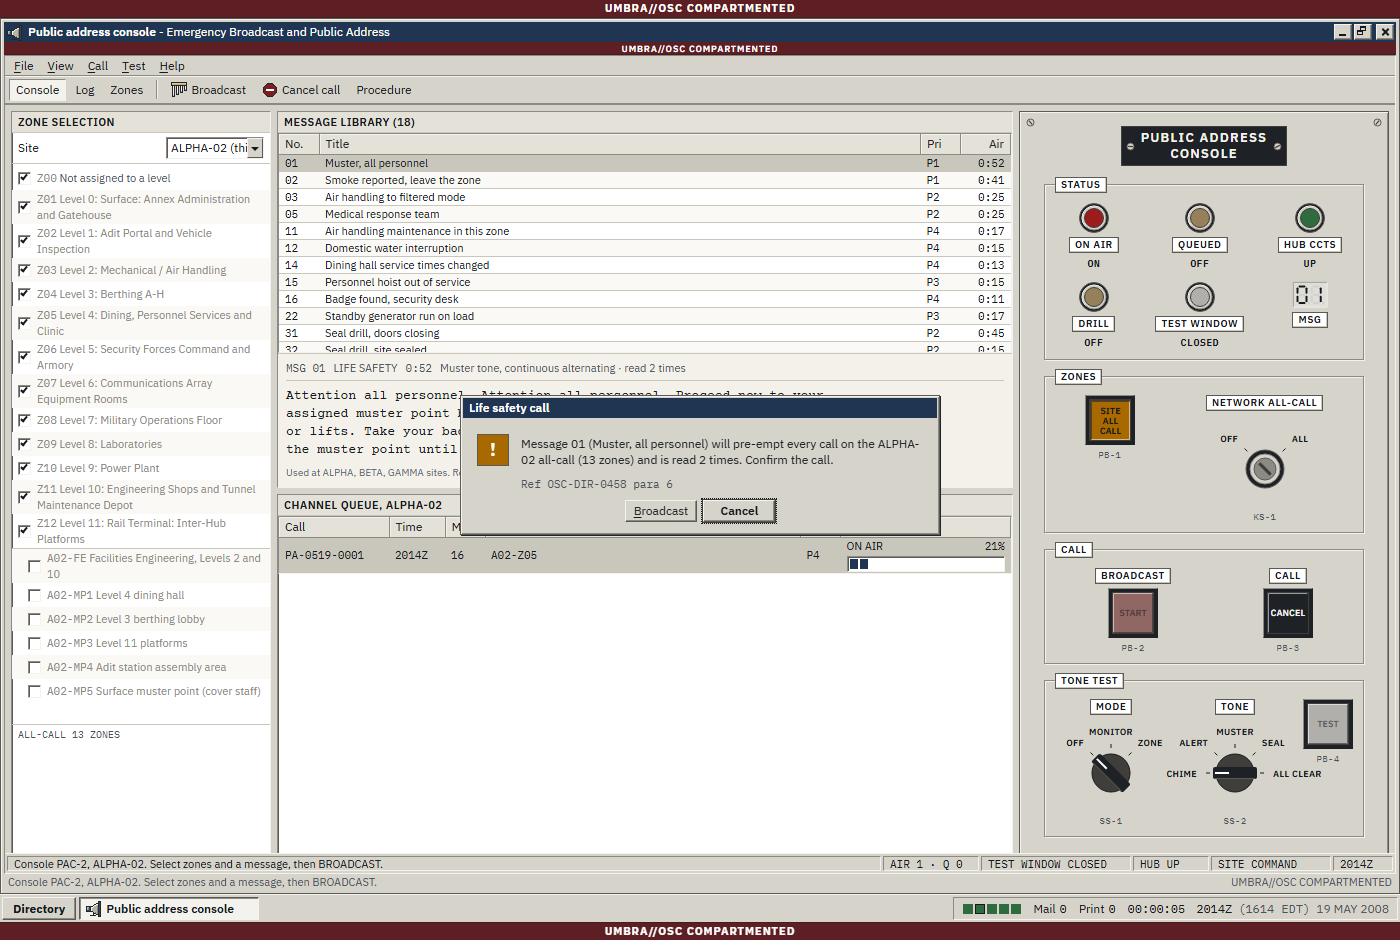 UMBRA//OSC COMPARTMENTED
Public address console - Emergency Broadcast and Public Address
UMBRA//OSC COMPARTMENTED
File View Call Test Help
Console Log Zones Broadcast Cancel call Procedure
ZONE SELECTION
Site ALPHA-02 (thi
Z00 Not assigned to a level
Z01 Level 0: Surface: Annex Administration
and Gatehouse
Z02 Level 1: Adit Portal and Vehicle
Inspection
Z03 Level 2: Mechanical / Air Handling
Z04 Level 3: Berthing A-H
Z05 Level 4: Dining, Personnel Services and
Clinic
Z06 Level 5: Security Forces Command and
Armory
Z07 Level 6: Communications Array
Equipment Rooms
Z08 Level 7: Military Operations Floor
Z09 Level 8: Laboratories
Z10 Level 9: Power Plant
Z11 Level 10: Engineering Shops and Tunnel
Maintenance Depot
Z12 Level 11: Rail Terminal: Inter-Hub
Platforms
A02-FE Facilities Engineering, Levels 2 and
10
A02-MP1 Level 4 dining hall
A02-MP2 Level 3 berthing lobby
A02-MP3 Level 11 platforms
A02-MP4 Adit station assembly area
A02-MP5 Surface muster point (cover staff)
ALL-CALL 13 ZONES
MESSAGE LIBRARY (18)
No. Title Pri Air
01 Muster, all personnel P1 0:52
02 Smoke reported, leave the zone P1 0:41
03 Air handling to filtered mode P2 0:25
05 Medical response team P2 0:25
11 Air handling maintenance in this zone P4 0:17
12 Domestic water interruption P4 0:15
14 Dining hall service times changed P4 0:13
15 Personnel hoist out of service P3 0:15
16 Badge found, security desk P4 0:11
22 Standby generator run on load P3 0:17
31 Seal drill, doors closing P2 0:45
32 Seal drill, site sealed P2 0:15
MSG 01 LIFE SAFETY 0:52 Muster tone, continuous alternating · read 2 times
Attention all personnel. Attention all personnel. Proceed now to your
assigned muster point
or lifts. Take your bad
the muster point until
Used at ALPHA, BETA, GAMMA sites.
Life safety call
!
Message 01 (Muster, all personnel) will pre-empt every call on the ALPHA-
02 all-call (13 zones) and is read 2 times. Confirm the call.
Ref OSC-DIR-0458 para 6
Broadcast Cancel
CHANNEL QUEUE, ALPHA-02
Call Time M
PA-0519-0001 2014Z 16 A02-Z05 P4 ON AIR 21%
PUBLIC ADDRESS
CONSOLE
STATUS
ON AIR QUEUED HUB CCTS
ON OFF UP
01
DRILL TEST WINDOW MSG
OFF CLOSED
ZONES
SITE
ALL
CALL
PB-1
NETWORK ALL-CALL
OFF ALL
KS-1
CALL
BROADCAST CALL
START CANCEL
PB-2 PB-3
TONE TEST
MODE TONE
TEST
PB-4
OFF MONITOR ZONE
ALERT MUSTER SEAL
CHIME ALL CLEAR
SS-1 SS-2
Console PAC-2, ALPHA-02. Select zones and a message, then BROADCAST. AIR 1 · Q 0 TEST WINDOW CLOSED HUB UP SITE COMMAND 2014Z
Console PAC-2, ALPHA-02. Select zones and a message, then BROADCAST. UMBRA//OSC COMPARTMENTED
Directory Public address console Mail 0 Print 0 00:00:05 2014Z (1614 EDT) 19 MAY 2008
UMBRA//OSC COMPARTMENTED